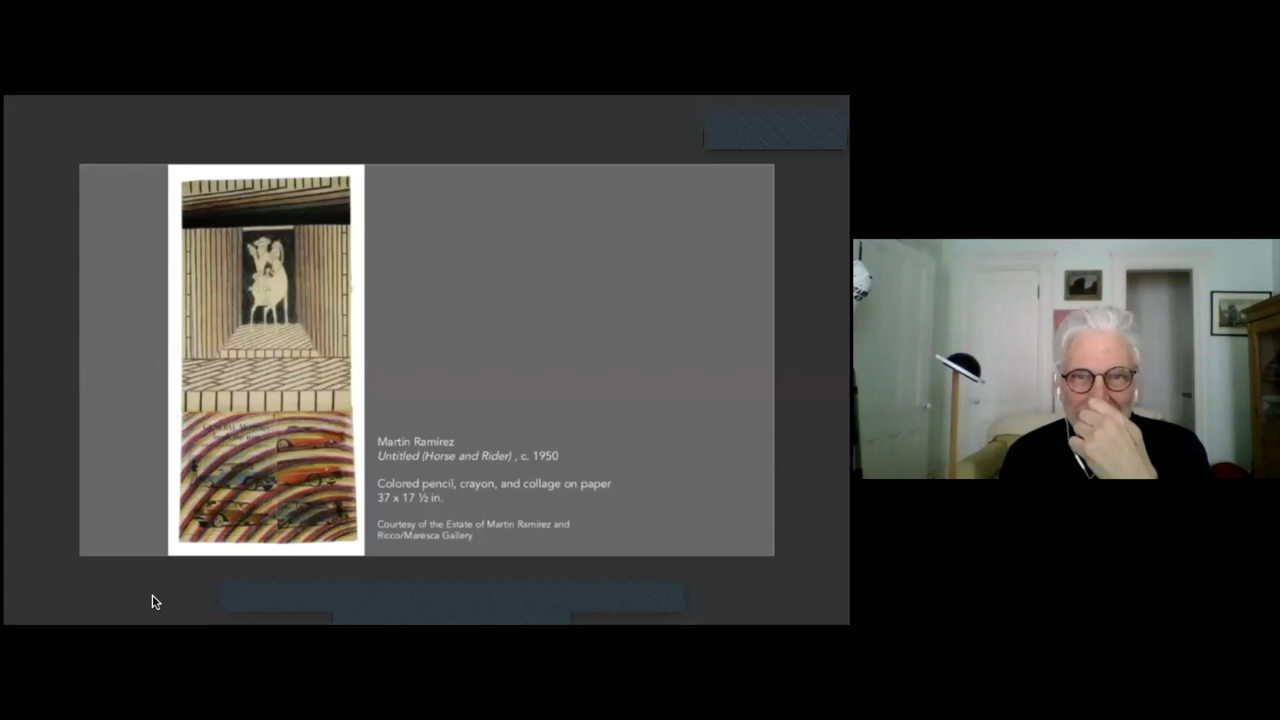 Martín Ramírez
Untitled (Horse and Rider) , c. 1950
Colored pencil, crayon, and collage on paper
37 x 17 ½ in.
Courtesy of the Estate of Martín Ramírez and
Ricco/Maresca Gallery